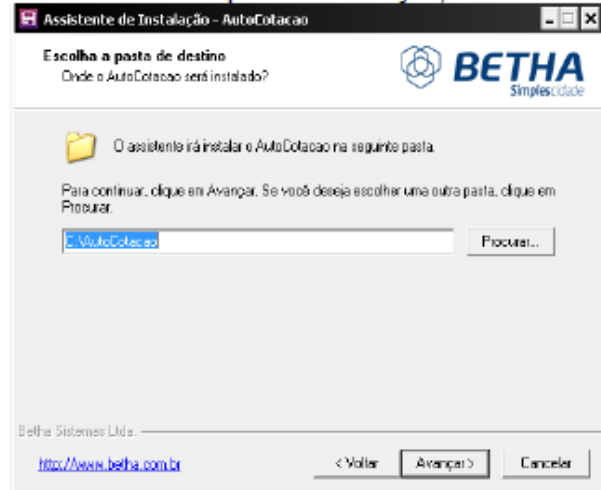 Assistente de Instalação - AutoCotacao
Escolha a pasta de destino
Onde o AutoCotacao será instalado?
BETHA
Simplescidade
O assistente irá instalar o AutoCotacao na seguinte pasta.
Para continuar, clique em Avançar. Se você deseja escolher uma outra pasta, clique em
Procurar.
C:\AutoCotacao
Procurar...
Betha Sistemas Ltda.
http://www.betha.com.br
< Voltar
Avançar >
Cancelar